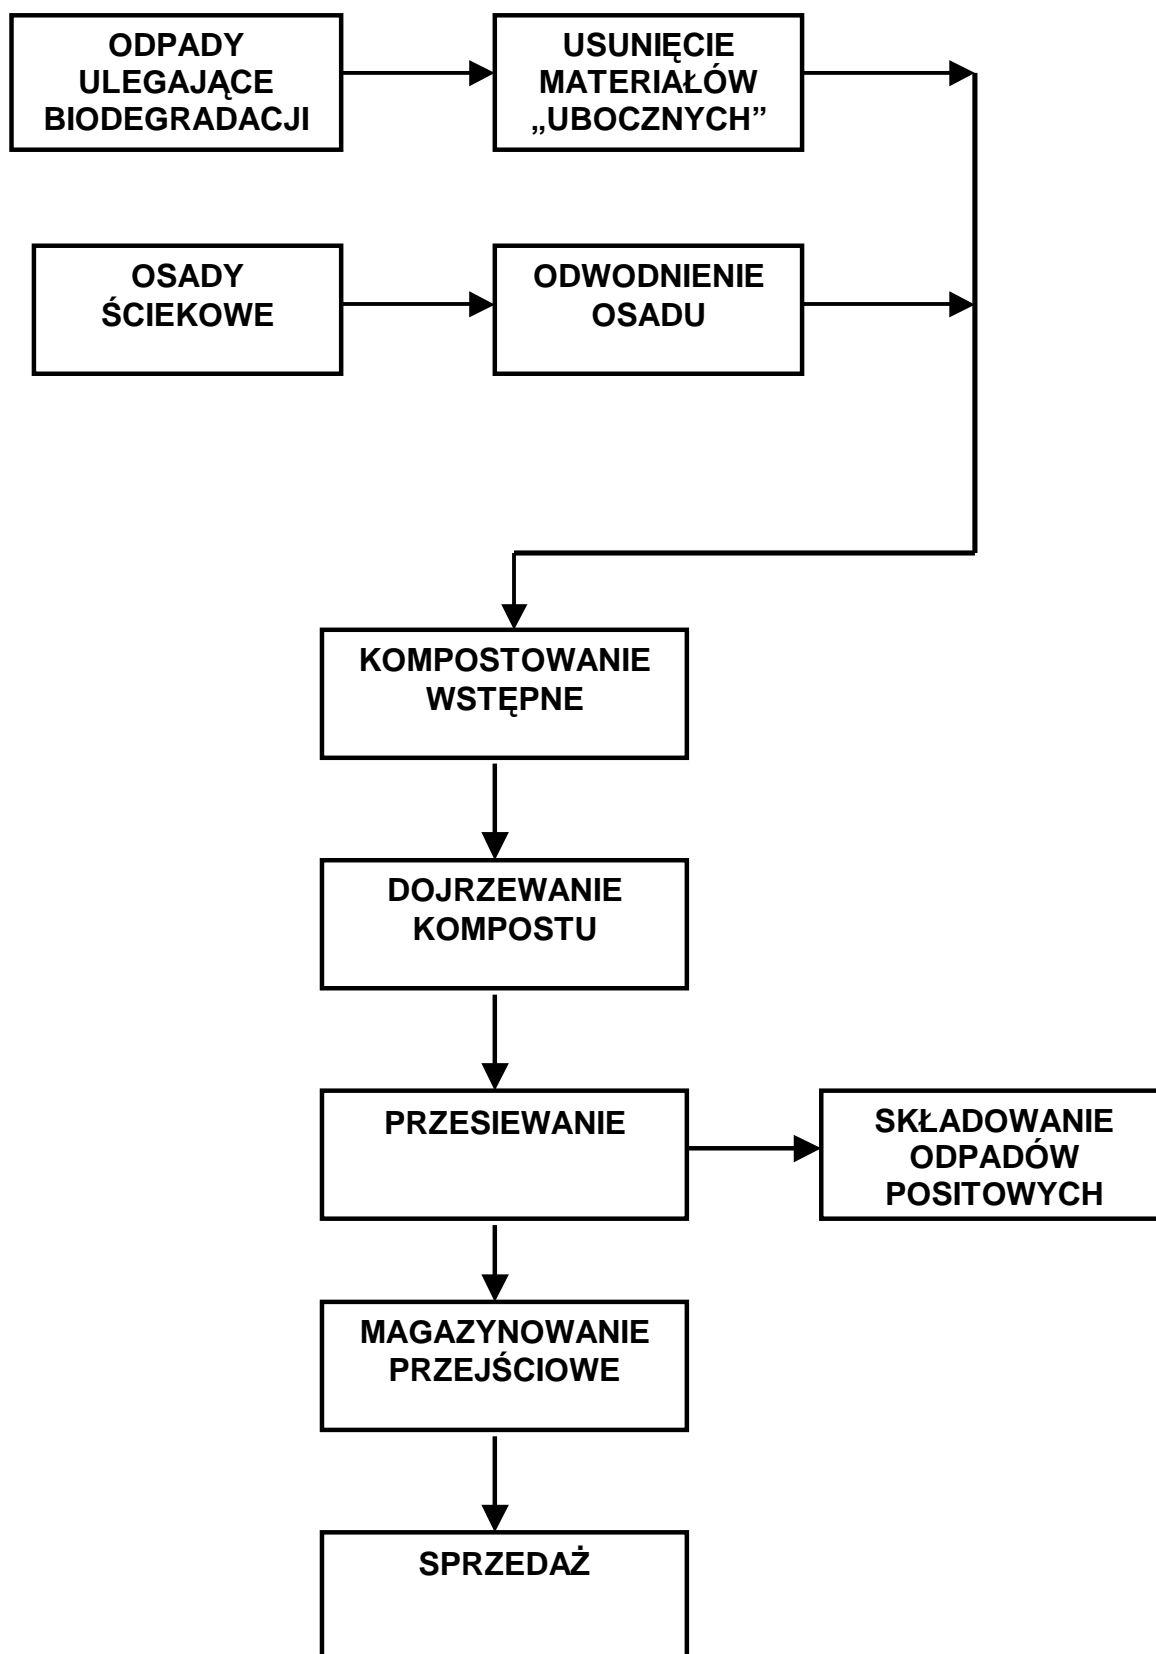 ODPADY
ULEGAJĄCE
BIODEGRADACJI
USUNIĘCIE
MATERIAŁÓW
„UBOCZNYCH”
OSADY
ŚCIEKOWE
ODWODNIENIE
OSADU
KOMPOSTOWANIE
WSTĘPNE
DOJRZEWANIE
KOMPOSTU
PRZESIEWANIE
SKŁADOWANIE
ODPADÓW
POSITOWYCH
MAGAZYNOWANIE
PRZEJŚCIOWE
SPRZEDAŻ